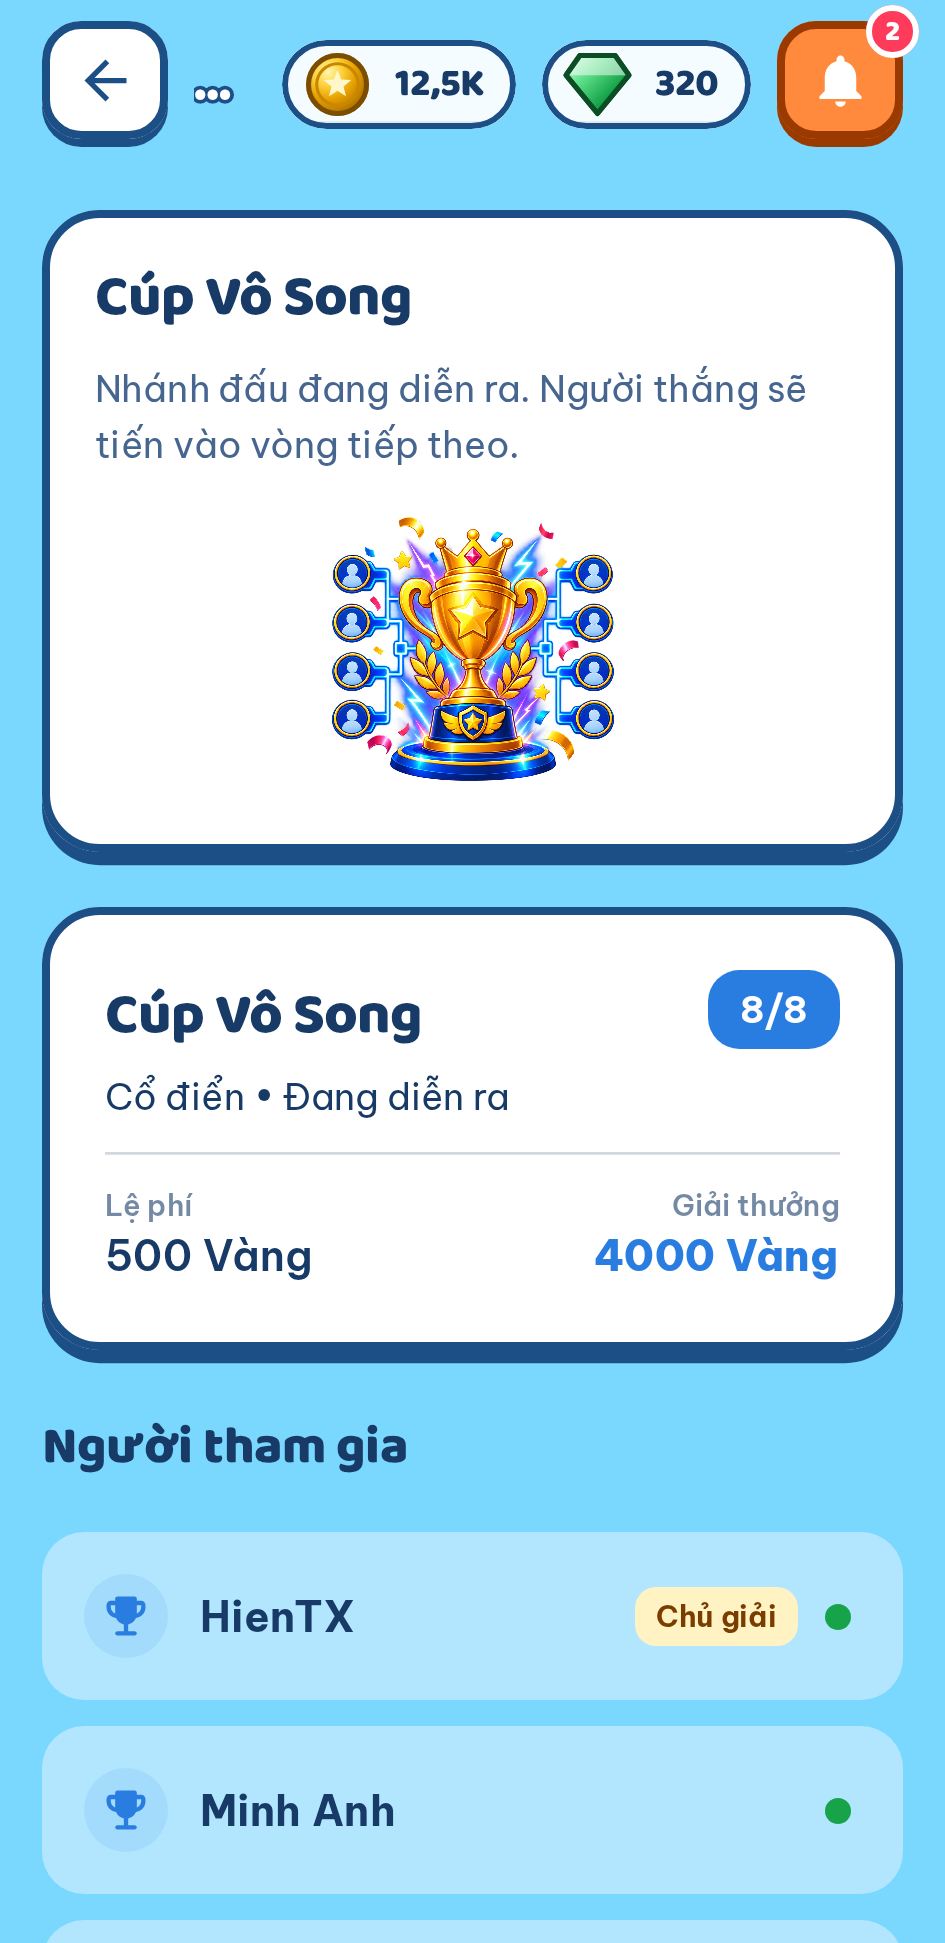 ...
12,5K
320
2
Cúp Vô Song
Nhánh đấu đang diễn ra. Người thắng sẽ
tiến vào vòng tiếp theo.
Cúp Vô Song
8/8
Cổ điển • Đang diễn ra
Lệ phí
Giải thưởng
500 Vàng
4000 Vàng
Người tham gia
HienTX
Chủ giải
Minh Anh